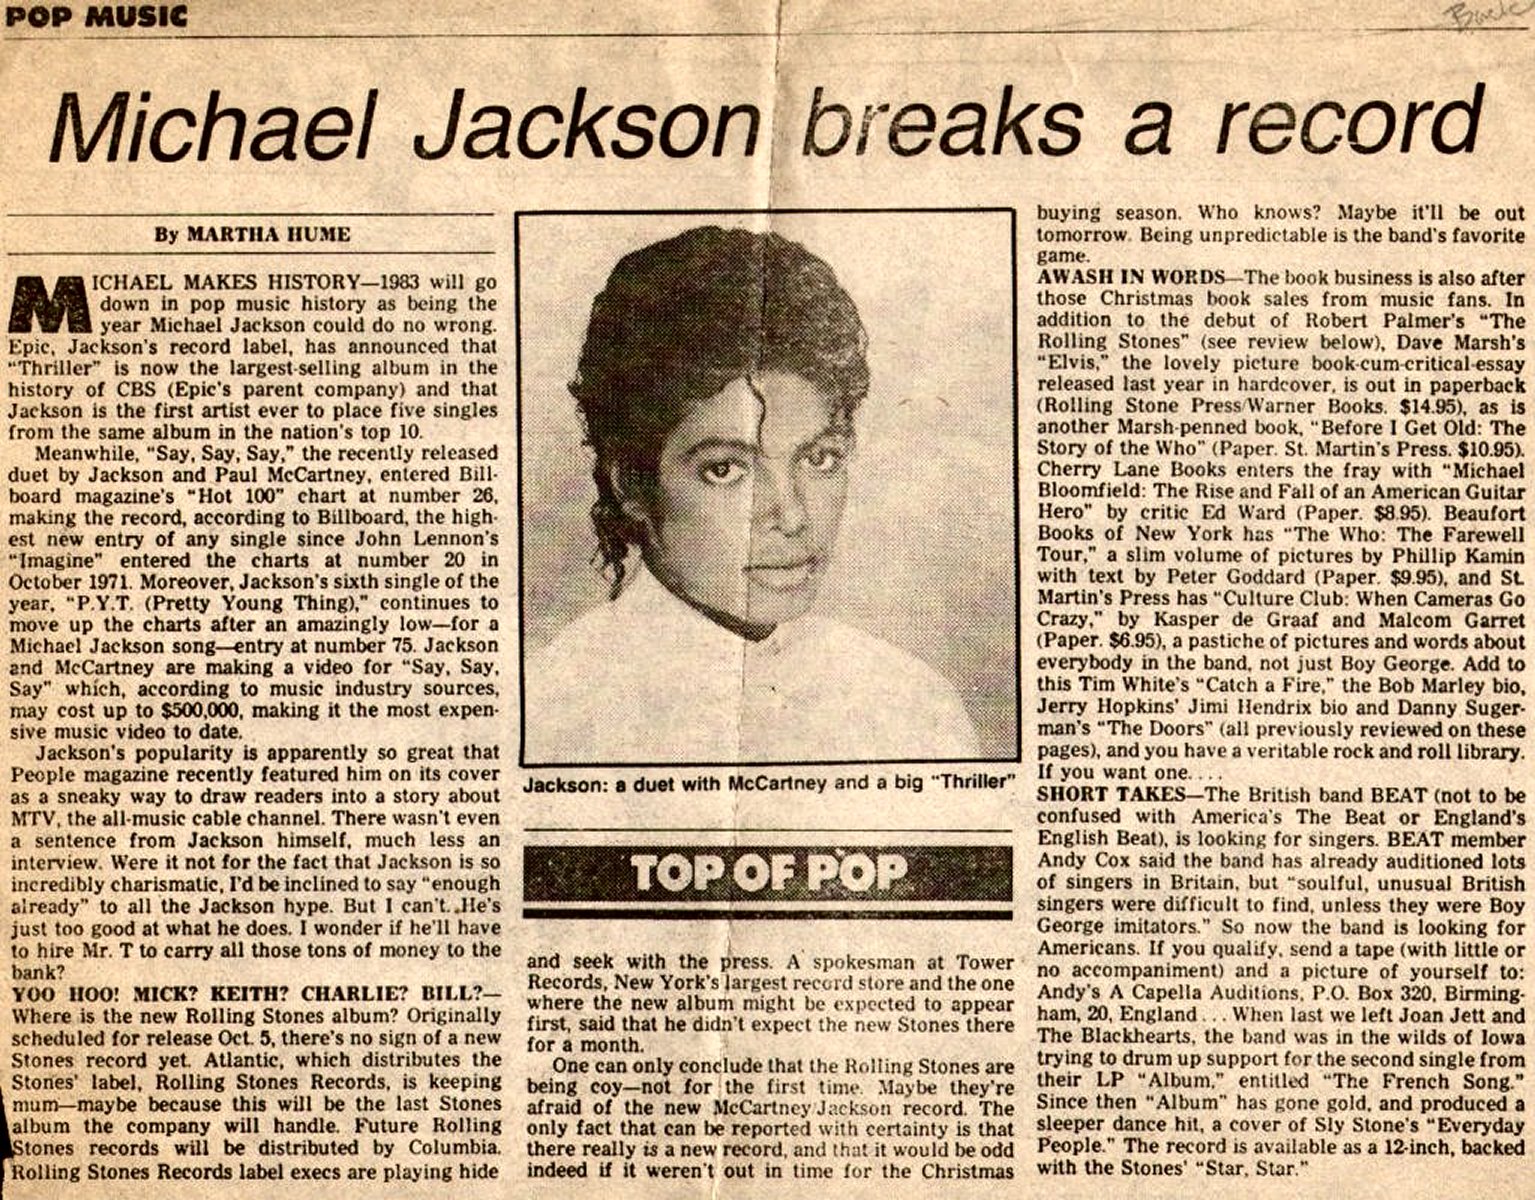 POP MUSIC
Back
Michael Jackson breaks a record
By MARTHA HUME
MICHAEL MAKES HISTORY—1983 will go
down in pop music history as being the
year Michael Jackson could do no wrong.
Epic, Jackson's record label, has announced that
"Thriller" is now the largest-selling album in the
history of CBS (Epic's parent company) and that
Jackson is the first artist ever to place five singles
from the same album in the nation's top 10.
Meanwhile, "Say, Say, Say," the recently released
duet by Jackson and Paul McCartney, entered Bill-
board magazine's "Hot 100" chart at number 26,
making the record, according to Billboard, the high-
est new entry of any single since John Lennon's
"Imagine" entered the charts at number 20 in
October 1971. Moreover, Jackson's sixth single of the
year, "P.Y.T. (Pretty Young Thing)," continues to
move up the charts after an amazingly low—for a
Michael Jackson song—entry at number 75. Jackson
and McCartney are making a video for "Say, Say,
Say" which, according to music industry sources,
may cost up to $500,000, making it the most expen-
sive music video to date.
Jackson's popularity is apparently so great that
People magazine recently featured him on its cover
as a sneaky way to draw readers into a story about
MTV, the all-music cable channel. There wasn't even
a sentence from Jackson himself, much less an
interview. Were it not for the fact that Jackson is so
incredibly charismatic, I'd be inclined to say "enough
already" to all the Jackson hype. But I can't. He's
just too good at what he does. I wonder if he'll have
to hire Mr. T to carry all those tons of money to the
bank?
YOO HOO! MICK? KEITH? CHARLIE? BILL?—
Where is the new Rolling Stones album? Originally
scheduled for release Oct. 5, there's no sign of a new
Stones record yet. Atlantic, which distributes the
Stones' label, Rolling Stones Records, is keeping
mum—maybe because this will be the last Stones
album the company will handle. Future Rolling
Stones records will be distributed by Columbia.
Rolling Stones Records label execs are playing hide
Jackson: a duet with McCartney and a big "Thriller"
TOP OF POP
and seek with the press. A spokesman at Tower
Records, New York's largest record store and the one
where the new album might be expected to appear
first, said that he didn't expect the new Stones there
for a month.
One can only conclude that the Rolling Stones are
being coy—not for the first time. Maybe they're
afraid of the new McCartney/Jackson record. The
only fact that can be reported with certainty is that
there really is a new record, and that it would be odd
indeed if it weren't out in time for the Christmas
buying season. Who knows? Maybe it'll be out
tomorrow. Being unpredictable is the band's favorite
game.
AWASH IN WORDS—The book business is also after
those Christmas book sales from music fans. In
addition to the debut of Robert Palmer's "The
Rolling Stones" (see review below), Dave Marsh's
"Elvis," the lovely picture book-cum-critical-essay
released last year in hardcover, is out in paperback
(Rolling Stone Press/Warner Books. $14.95), as is
another Marsh-penned book, "Before I Get Old: The
Story of the Who" (Paper. St. Martin's Press. $10.95).
Cherry Lane Books enters the fray with "Michael
Bloomfield: The Rise and Fall of an American Guitar
Hero" by critic Ed Ward (Paper. $8.95). Beaufort
Books of New York has "The Who: The Farewell
Tour," a slim volume of pictures by Phillip Kamin
with text by Peter Goddard (Paper. $9.95), and St.
Martin's Press has "Culture Club: When Cameras Go
Crazy," by Kasper de Graaf and Malcom Garret
(Paper. $6.95), a pastiche of pictures and words about
everybody in the band, not just Boy George. Add to
this Tim White's "Catch a Fire," the Bob Marley bio,
Jerry Hopkins' Jimi Hendrix bio and Danny Suger-
man's "The Doors" (all previously reviewed on these
pages), and you have a veritable rock and roll library.
If you want one....
SHORT TAKES—The British band BEAT (not to be
confused with America's The Beat or England's
English Beat), is looking for singers. BEAT member
Andy Cox said the band has already auditioned lots
of singers in Britain, but "soulful, unusual British
singers were difficult to find, unless they were Boy
George imitators." So now the band is looking for
Americans. If you qualify, send a tape (with little or
no accompaniment) and a picture of yourself to:
Andy's A Capella Auditions, P.O. Box 320, Birming-
ham, 20, England... When last we left Joan Jett and
The Blackhearts, the band was in the wilds of Iowa
trying to drum up support for the second single from
their LP "Album," entitled "The French Song."
Since then "Album" has gone gold, and produced a
sleeper dance hit, a cover of Sly Stone's "Everyday
People." The record is available as a 12-inch, backed
with the Stones' "Star, Star."